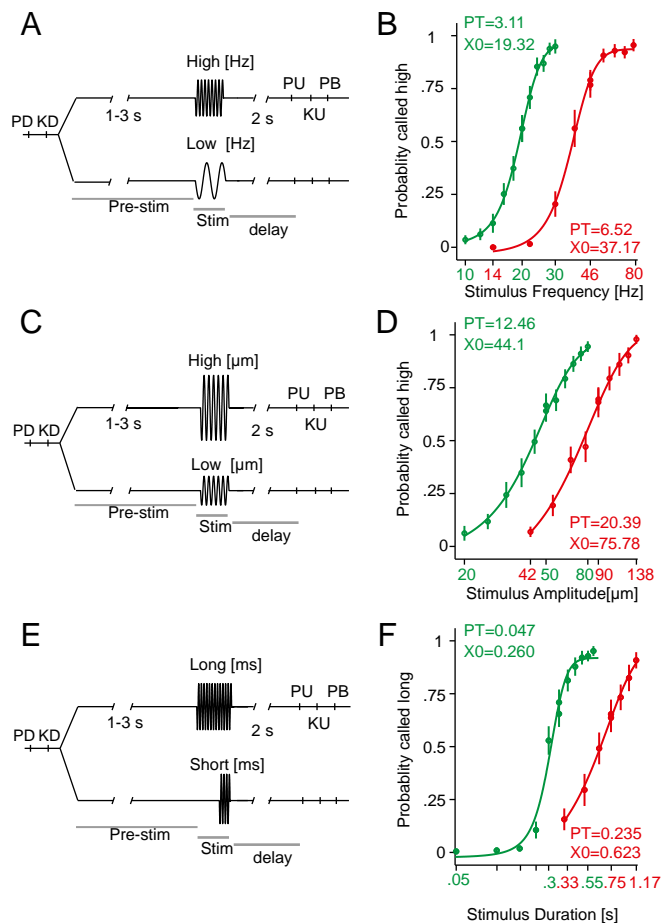 A
High [Hz]
PU PB
PD KD
1-3 s
2 s
KU
Low [Hz]
Pre-stim
Stim
delay
B
PT=3.11
X0=19.32
1
.75
0.5
.25
0
Probablity called high
PT=6.52
X0=37.17
10 14 20 30 46 80
Stimulus Frequency [Hz]
C
High [µm]
PU PB
PD KD
1-3 s
2 s
KU
Low [µm]
Pre-stim
Stim
delay
D
PT=12.46
X0=44.1
1
.75
0.5
.25
0
Probablity called high
PT=20.39
X0=75.78
20 42 50 80 90 138
Stimulus Amplitude[µm]
E
Long [ms]
PU PB
PD KD
1-3 s
2 s
KU
Short [ms]
Pre-stim
Stim
delay
F
PT=0.047
X0=0.260
1
.75
0.5
.25
0
Probablity called long
PT=0.235
X0=0.623
.05 .3 .33 .55 .75 1.17
Stimulus Duration [s]